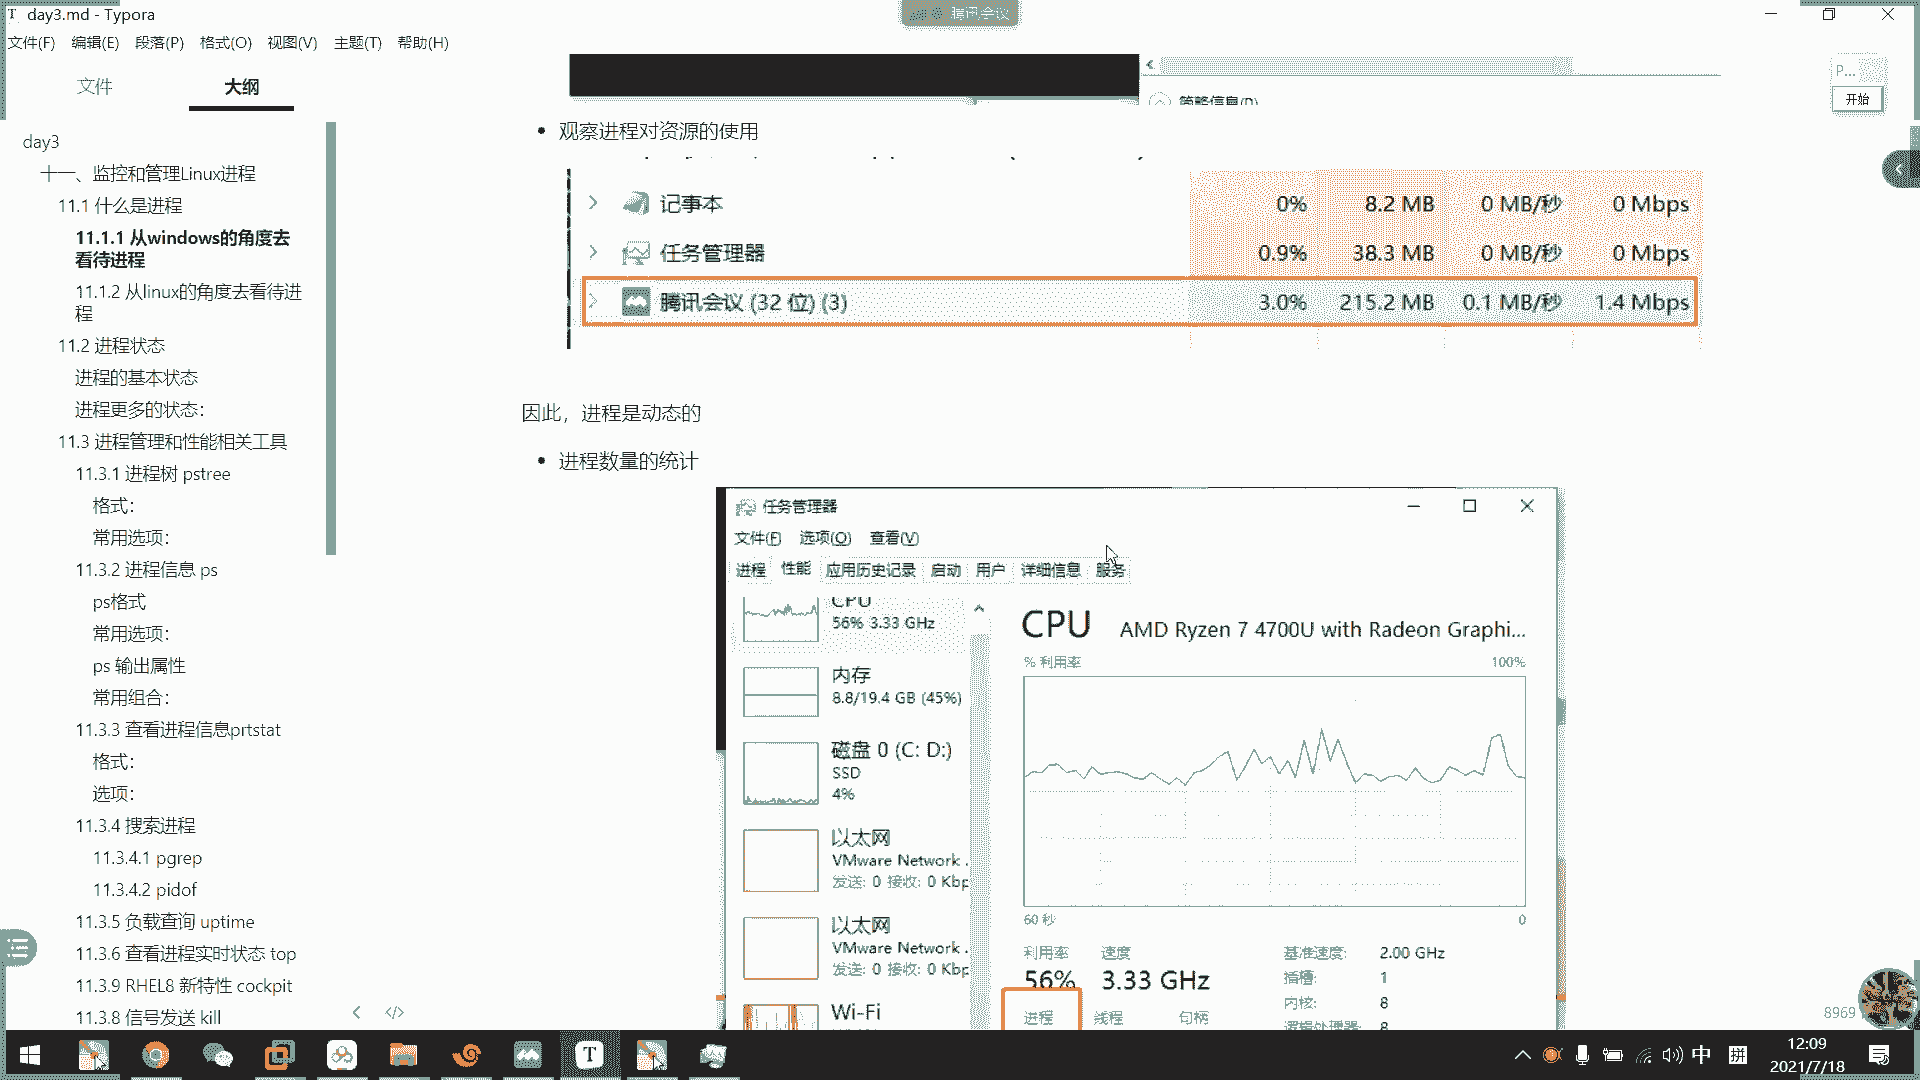 day3.md - Typora
腾讯会议
文件(F) 编辑(E) 段落(P) 格式(O) 视图(V) 主题(T) 帮助(H)
文件 大纲
P...
开始
简略信息(D)
day3
十一、监控和管理Linux进程
11.1 什么是进程
11.1.1 从windows的角度去
看待进程
11.1.2 从linux的角度去看待进
程
11.2 进程状态
进程的基本状态
进程更多的状态：
11.3 进程管理和性能相关工具
11.3.1 进程树 pstree
格式：
常用选项：
11.3.2 进程信息 ps
ps格式
常用选项：
ps 输出属性
常用组合：
11.3.3 查看进程信息prtstat
格式：
选项：
11.3.4 搜索进程
11.3.4.1 pgrep
11.3.4.2 pidof
11.3.5 负载查询 uptime
11.3.6 查看进程实时状态 top
11.3.9 RHEL8 新特性 cockpit
11.3.8 信号发送 kill
观察进程对资源的使用
记事本 0% 8.2 MB 0 MB/秒 0 Mbps
任务管理器 0.9% 38.3 MB 0 MB/秒 0 Mbps
腾讯会议 (32 位) (3) 3.0% 215.2 MB 0.1 MB/秒 1.4 Mbps
因此，进程是动态的
进程数量的统计
任务管理器
文件(F) 选项(O) 查看(V)
进程 性能 应用历史记录 启动 用户 详细信息 服务
CPU
56% 3.33 GHz
内存
8.8/19.4 GB (45%)
磁盘 0 (C: D:)
SSD
4%
以太网
VMware Network .
发送: 0 接收: 0 Kbp
以太网
VMware Network .
发送: 0 接收: 0 Kbp
Wi-Fi
CPU AMD Ryzen 7 4700U with Radeon Graphi...
% 利用率 100%
60 秒 0
利用率 速度 基准速度: 2.00 GHz
56% 3.33 GHz 插槽: 1
内核: 8
进程 线程 句柄 逻辑处理器: 8
8969
中 拼
12:09
2021/7/18